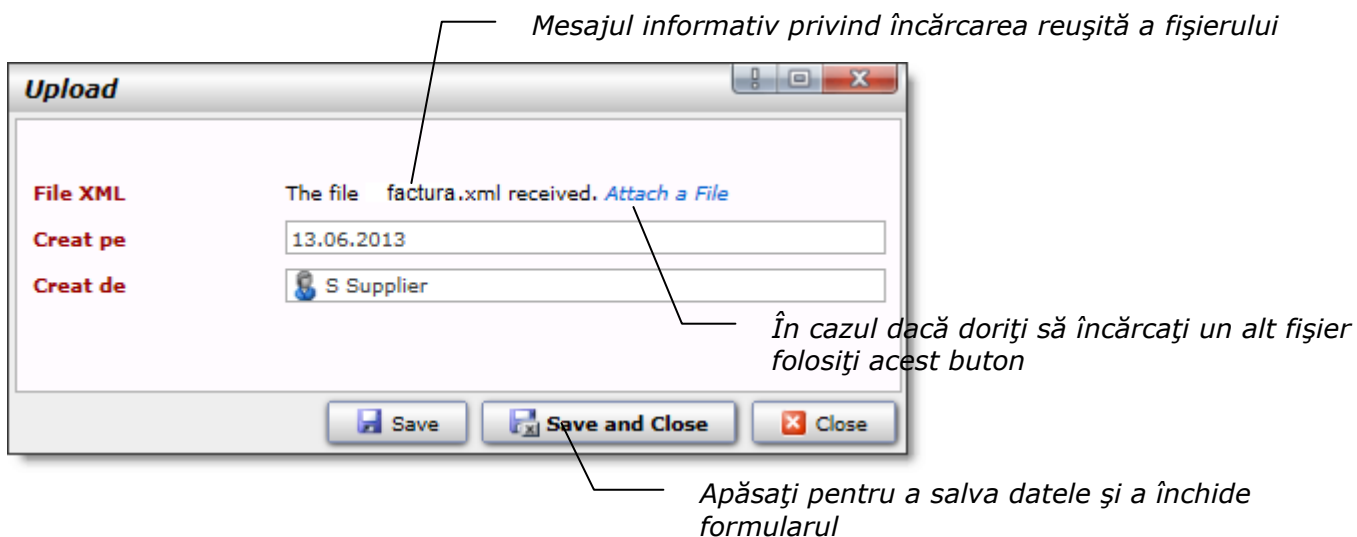 Mesajul informativ privind încărcarea reuşită a fişierului
Upload
File XML The file factura.xml received. Attach a File
Creat pe 13.06.2013
Creat de S Supplier
În cazul dacă doriţi să încărcaţi un alt fişier
folosiţi acest buton
Save Save and Close Close
Apăsaţi pentru a salva datele şi a închide
formularul